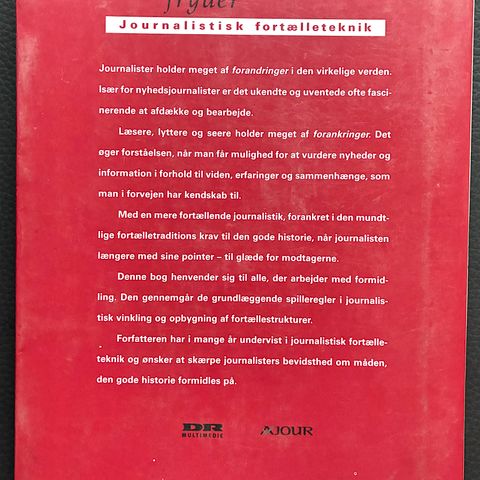 fryder
Journalistisk fortælleteknik
Journalister holder meget af forandringer i den virkelige verden.
Især for nyhedsjournalister er det ukendte og uventede ofte fasci-
nerende at afdække og bearbejde.
Læsere, lyttere og seere holder meget af forankringer. Det
øger forståelsen, når man får mulighed for at vurdere nyheder og
information i forhold til viden, erfaringer og sammenhænge, som
man i forvejen har kendskab til.
Med en mere fortællende journalistik, forankret i den mundt-
lige fortælletraditions krav til den gode historie, når journalisten
længere med sine pointer – til glæde for modtagerne.
Denne bog henvender sig til alle, der arbejder med formid-
ling. Den gennemgår de grundlæggende spilleregler i journalis-
tisk vinkling og opbygning af fortællestrukturer.
Forfatteren har i mange år undervist i journalistisk fortælle-
teknik og ønsker at skærpe journalisters bevidsthed om måden,
den gode historie formidles på.
DR AJOUR
MULTIMEDIE